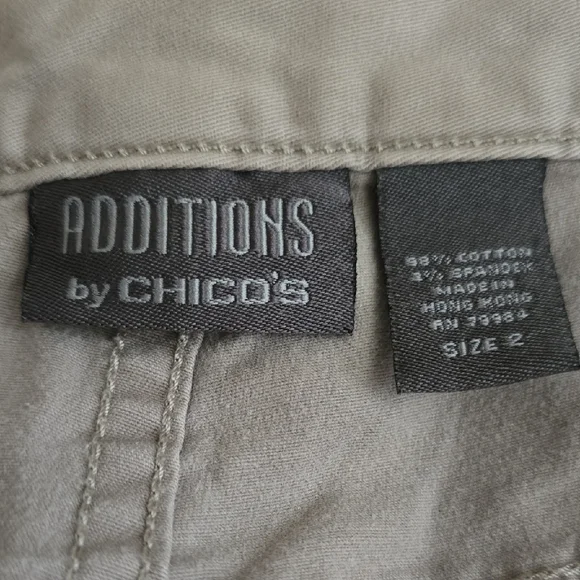 ADDITIONS
by CHICO'S
98% COTTON
2% SPANDEX
MADE IN
HONG KONG
RN 79984
SIZE 2